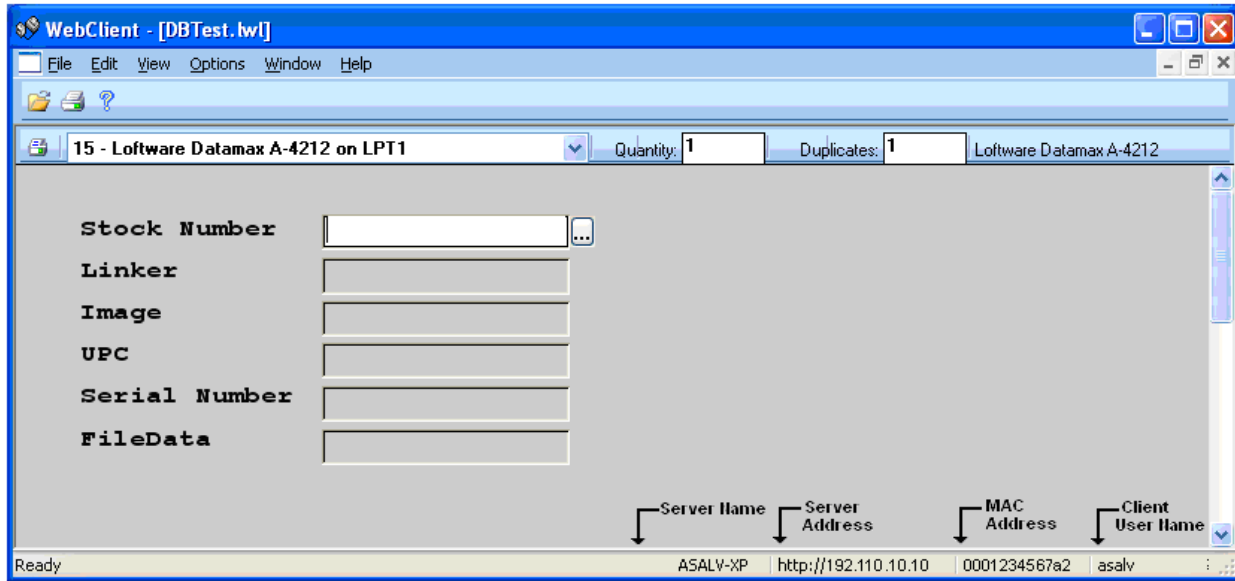 WebClient - [DBTest.lwl]
File Edit View Options Window Help
15 - Loftware Datamax A-4212 on LPT1 Quantity: 1 Duplicates: 1 Loftware Datamax A-4212
Stock Number ...
Linker
Image
UPC
Serial Number
FileData
Server Name Server Address MAC Address Client User Name
Ready ASALV-XP http://192.110.10.10 0001234567a2 asalv